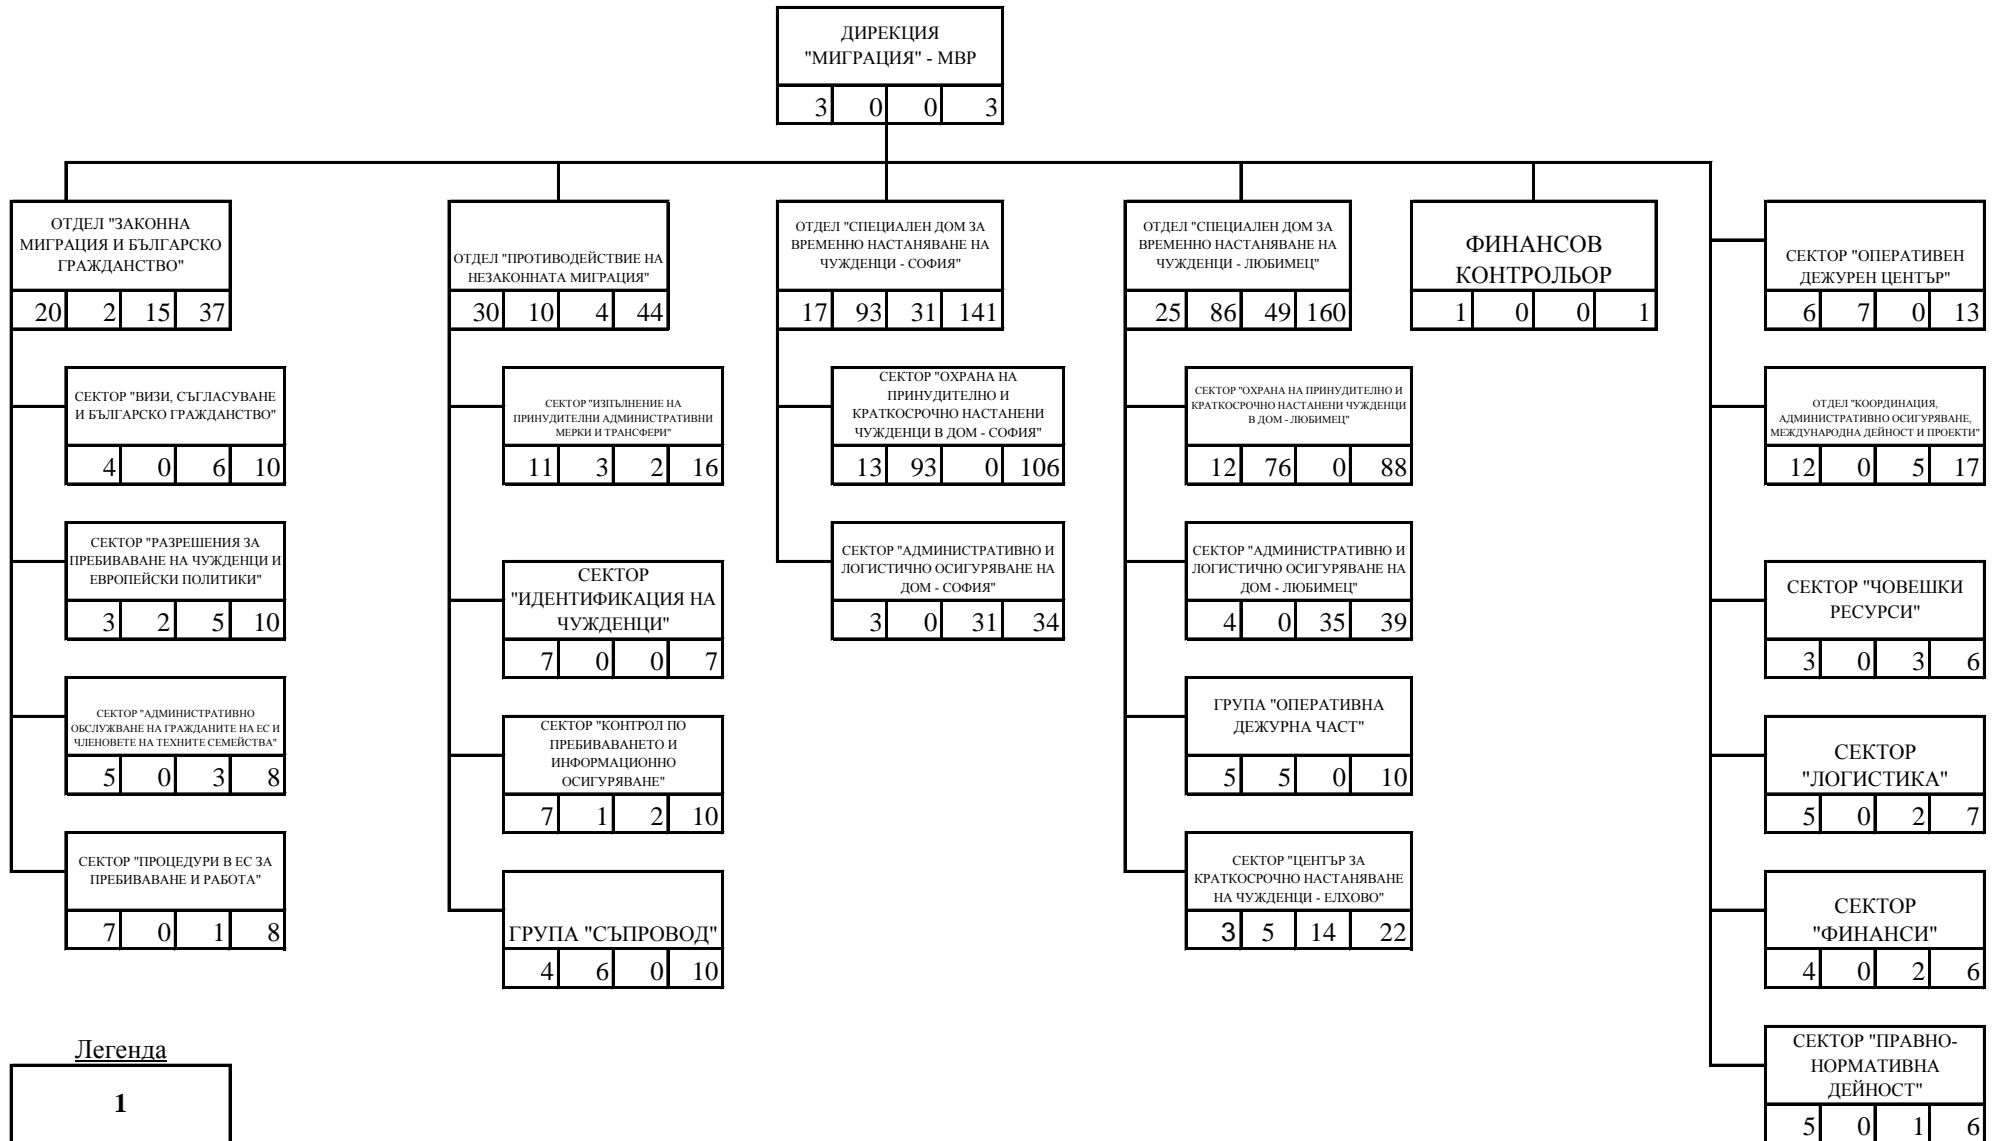 ДИРЕКЦИЯ
"МИГРАЦИЯ" - МВР
3 0 0 3
ОТДЕЛ "ЗАКОННА
МИГРАЦИЯ И БЪЛГАРСКО
ГРАЖДАНСТВО"
20 2 15 37
СЕКТОР "ВИЗИ, СЪГЛАСУВАНЕ
И БЪЛГАРСКО ГРАЖДАНСТВО"
4 0 6 10
СЕКТОР "РАЗРЕШЕНИЯ ЗА
ПРЕБИВАВАНЕ НА ЧУЖДЕНЦИ И
ЕВРОПЕЙСКИ ПОЛИТИКИ"
3 2 5 10
СЕКТОР "АДМИНИСТРАТИВНО
ОБСЛУЖВАНЕ НА ГРАЖДАНИТЕ НА ЕС И
ЧЛЕНОВЕТЕ НА ТЕХНИТЕ СЕМЕЙСТВА"
5 0 3 8
СЕКТОР "ПРОЦЕДУРИ В ЕС ЗА
ПРЕБИВАВАНЕ И РАБОТА"
7 0 1 8
ОТДЕЛ "ПРОТИВОДЕЙСТВИЕ НА
НЕЗАКОННАТА МИГРАЦИЯ"
30 10 4 44
СЕКТОР "ИЗПЪЛНЕНИЕ НА
ПРИНУДИТЕЛНИ АДМИНИСТРАТИВНИ
МЕРКИ И ТРАНСФЕРИ"
11 3 2 16
СЕКТОР
"ИДЕНТИФИКАЦИЯ НА
ЧУЖДЕНЦИ"
7 0 0 7
СЕКТОР "КОНТРОЛ ПО
ПРЕБИВАВАНЕТО И
ИНФОРМАЦИОННО
ОСИГУРЯВАНЕ"
7 1 2 10
ГРУПА "СЪПРОВОД"
4 6 0 10
ОТДЕЛ "СПЕЦИАЛЕН ДОМ ЗА
ВРЕМЕННО НАСТАНЯВАНЕ НА
ЧУЖДЕНЦИ - СОФИЯ"
17 93 31 141
СЕКТОР "ОХРАНА НА
ПРИНУДИТЕЛНО И
КРАТКОСРОЧНО НАСТАНЕНИ
ЧУЖДЕНЦИ В ДОМ - СОФИЯ"
13 93 0 106
СЕКТОР "АДМИНИСТРАТИВНО И
ЛОГИСТИЧНО ОСИГУРЯВАНЕ НА
ДОМ - СОФИЯ"
3 0 31 34
ОТДЕЛ "СПЕЦИАЛЕН ДОМ ЗА
ВРЕМЕННО НАСТАНЯВАНЕ НА
ЧУЖДЕНЦИ - ЛЮБИМЕЦ"
25 86 49 160
СЕКТОР "ОХРАНА НА ПРИНУДИТЕЛНО И
КРАТКОСРОЧНО НАСТАНЕНИ ЧУЖДЕНЦИ
В ДОМ - ЛЮБИМЕЦ"
12 76 0 88
СЕКТОР "АДМИНИСТРАТИВНО И
ЛОГИСТИЧНО ОСИГУРЯВАНЕ НА
ДОМ - ЛЮБИМЕЦ"
4 0 35 39
ГРУПА "ОПЕРАТИВНА
ДЕЖУРНА ЧАСТ"
5 5 0 10
СЕКТОР "ЦЕНТЪР ЗА
КРАТКОСРОЧНО НАСТАНЯВАНЕ
НА ЧУЖДЕНЦИ - ЕЛХОВО"
3 5 14 22
ФИНАНСОВ
КОНТРОЛЬОР
1 0 0 1
СЕКТОР "ОПЕРАТИВЕН
ДЕЖУРЕН ЦЕНТЪР"
6 7 0 13
ОТДЕЛ "КООРДИНАЦИЯ,
АДМИНИСТРАТИВНО ОСИГУРЯВАНЕ,
МЕЖДУНАРОДНА ДЕЙНОСТ И ПРОЕКТИ"
12 0 5 17
СЕКТОР "ЧОВЕШКИ
РЕСУРСИ"
3 0 3 6
СЕКТОР
"ЛОГИСТИКА"
5 0 2 7
СЕКТОР
"ФИНАНСИ"
4 0 2 6
СЕКТОР "ПРАВНО-
НОРМАТИВНА
ДЕЙНОСТ"
5 0 1 6
Легенда
1